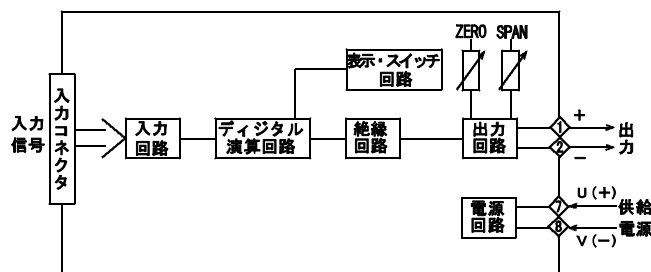 ZERO SPAN
表示・スイッチ
回路
入力
信号
入力コネクタ
入力
回路
ディジタル
演算回路
絶縁
回路
出力
回路
1
+
2
−
出力
電源
回路
7
U(+)
8
V(−)
供給
電源